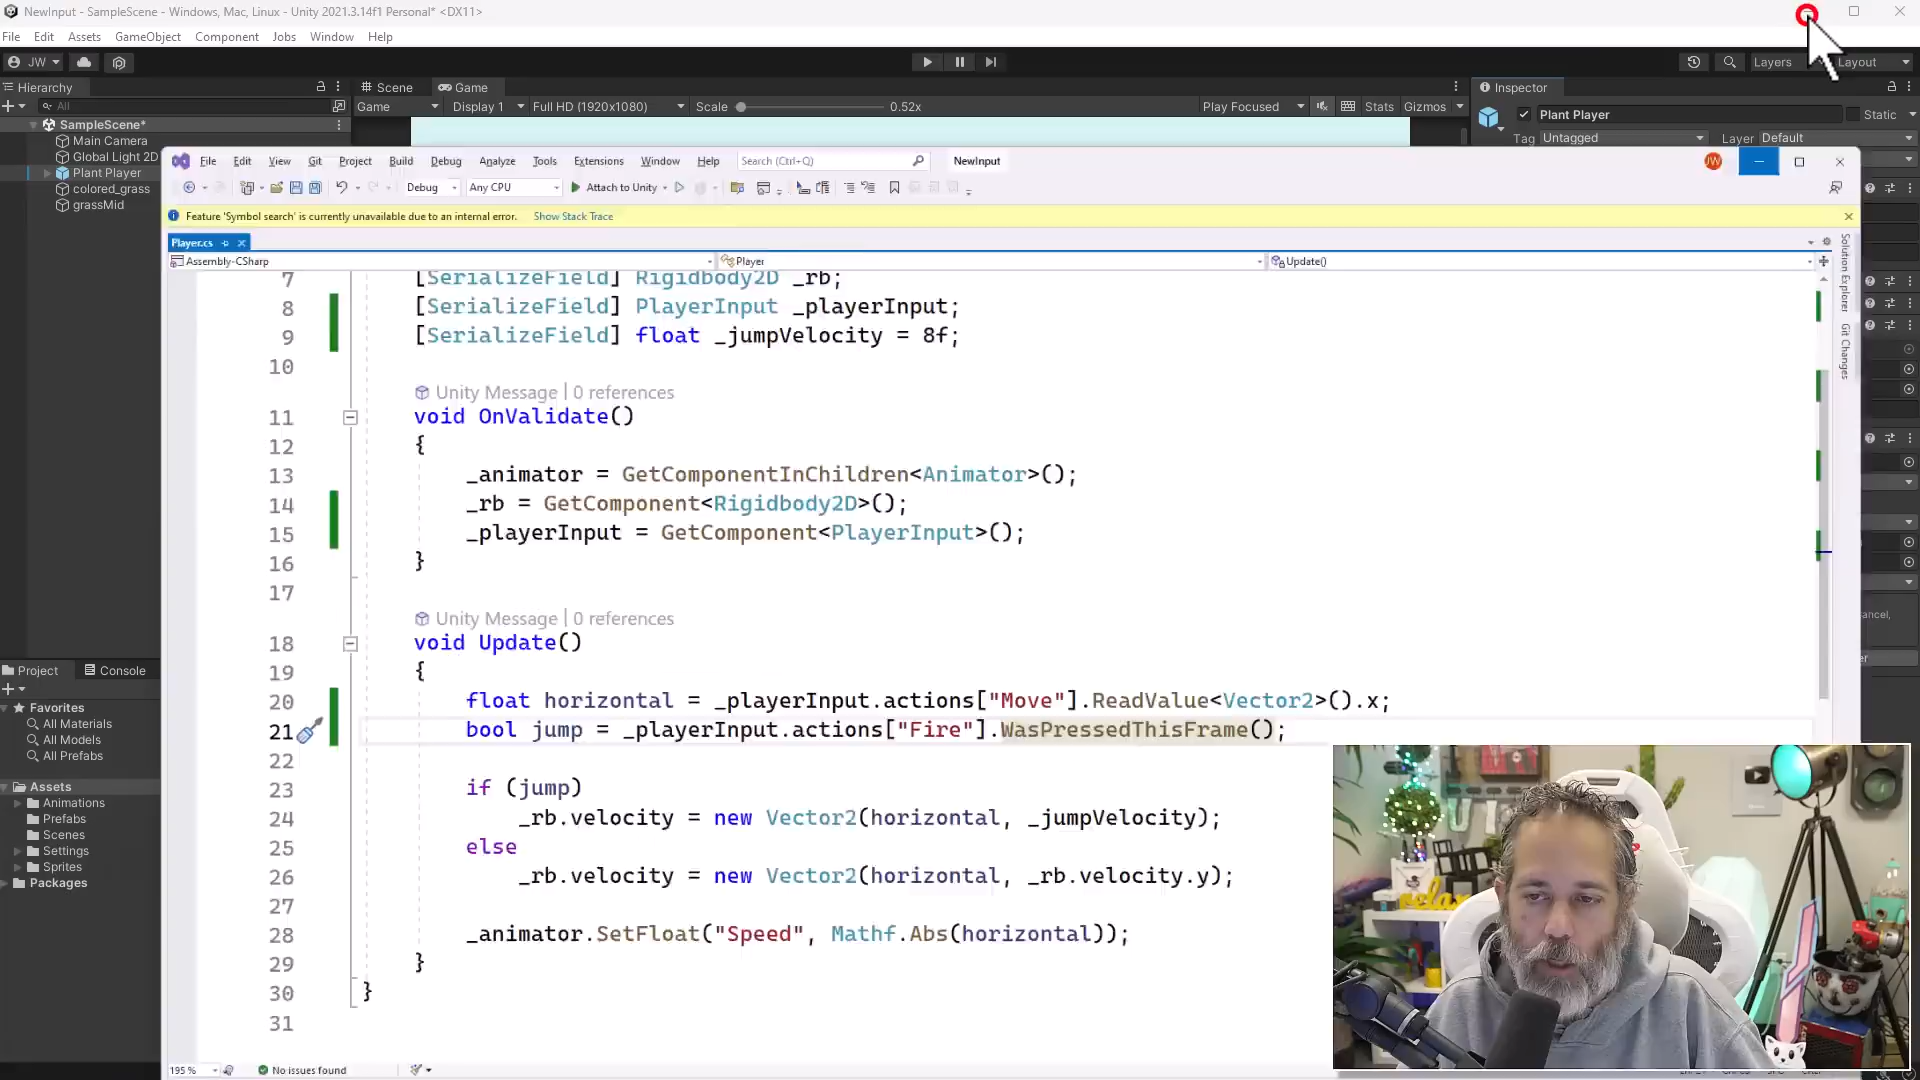 NewInput - SampleScene - Windows, Mac, Linux - Unity 2021.3.14f1 Personal* <DX11>
File Edit Assets GameObject Component Jobs Window Help
JW Layers Layout
Hierarchy Scene Game Inspector
All Game Display 1 Full HD (1920x1080) Scale 0.52x Play Focused Stats Gizmos Plant Player Static
SampleScene*
Tag Untagged Layer Default
Main Camera
Global Light 2D
Plant Player
colored_grass
grassMid
File Edit View Git Project Build Debug Analyze Tools Extensions Window Help Search (Ctrl+Q) NewInput JW
Debug Any CPU Attach to Unity
Feature 'Symbol search' is currently unavailable due to an internal error. Show Stack Trace
Player.cs
Assembly-CSharp Player Update()
Solution Explorer
Git Changes
7 [SerializeField] Rigidbody2D _rb;
8 [SerializeField] PlayerInput _playerInput;
9 [SerializeField] float _jumpVelocity = 8f;
10
Unity Message | 0 references
11 void OnValidate()
12 {
13 _animator = GetComponentInChildren<Animator>();
14 _rb = GetComponent<Rigidbody2D>();
15 _playerInput = GetComponent<PlayerInput>();
16 }
17
Unity Message | 0 references
18 void Update()
19 {
20 float horizontal = _playerInput.actions["Move"].ReadValue<Vector2>().x;
21 bool jump = _playerInput.actions["Fire"].WasPressedThisFrame();
22
23 if (jump)
24 _rb.velocity = new Vector2(horizontal, _jumpVelocity);
25 else
26 _rb.velocity = new Vector2(horizontal, _rb.velocity.y);
27
28 _animator.SetFloat("Speed", Mathf.Abs(horizontal));
29 }
30 }
31
195 % No issues found
Project Console
Favorites
All Materials
All Models
All Prefabs
Assets
Animations
Prefabs
Scenes
Settings
Sprites
Packages
ancel,
er
relax